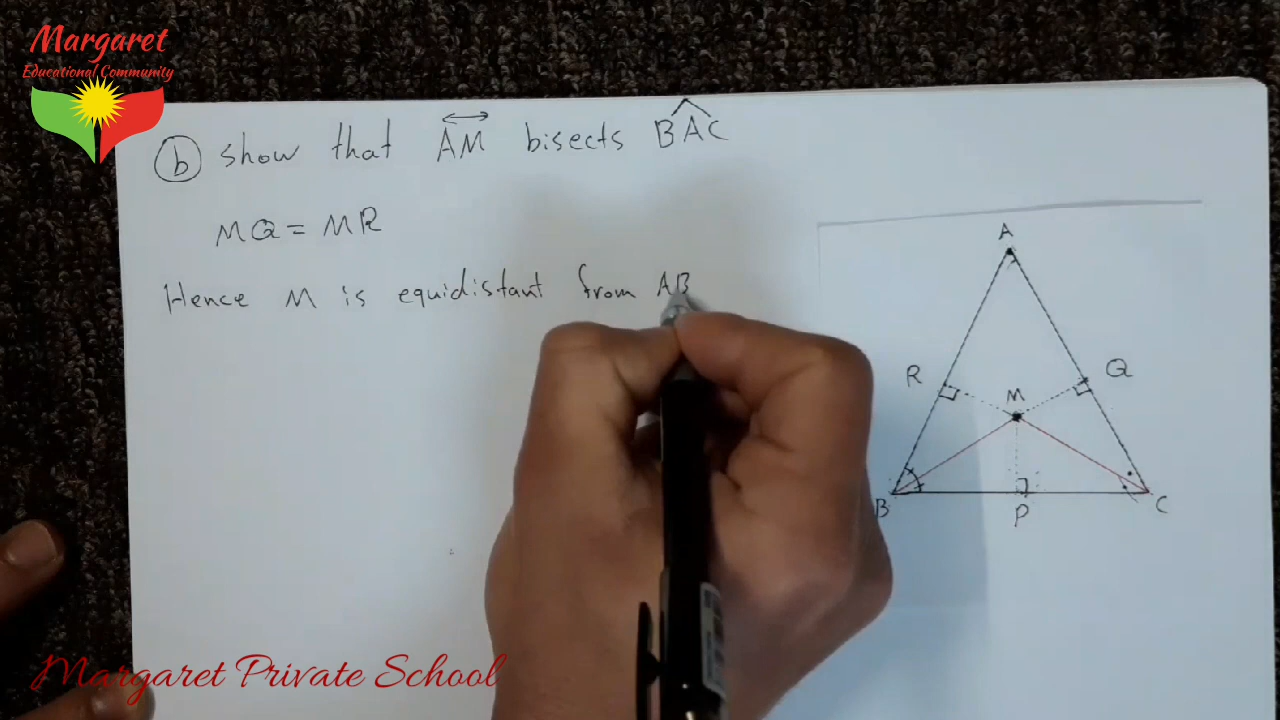 Margaret
Educational Community
b show that AM bisects BAC
MQ = MR
Hence M is equidistant from AB
A
R
Q
M
B
P
C
Margaret Private School